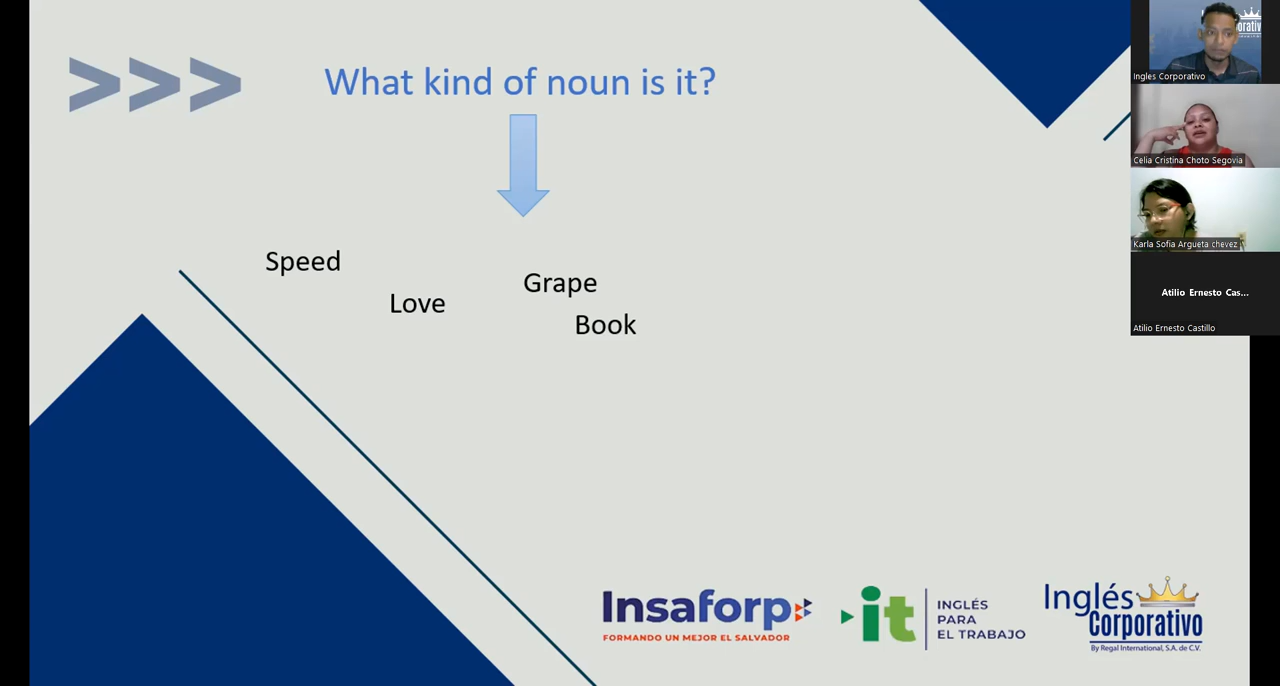 >>> What kind of noun is it?
Speed
Grape
Love
Book
Insaforp
FORMANDO UN MEJOR EL SALVADOR
it
INGLÉS
PARA
EL TRABAJO
Inglés
Corporativo
By Regal International, S.A. de C.V.
orativo
Ingles Corporativo
Celia Cristina Choto Segovia
Karla Sofia Argueta chevez
Atilio Ernesto Cas...
Atilio Ernesto Castillo